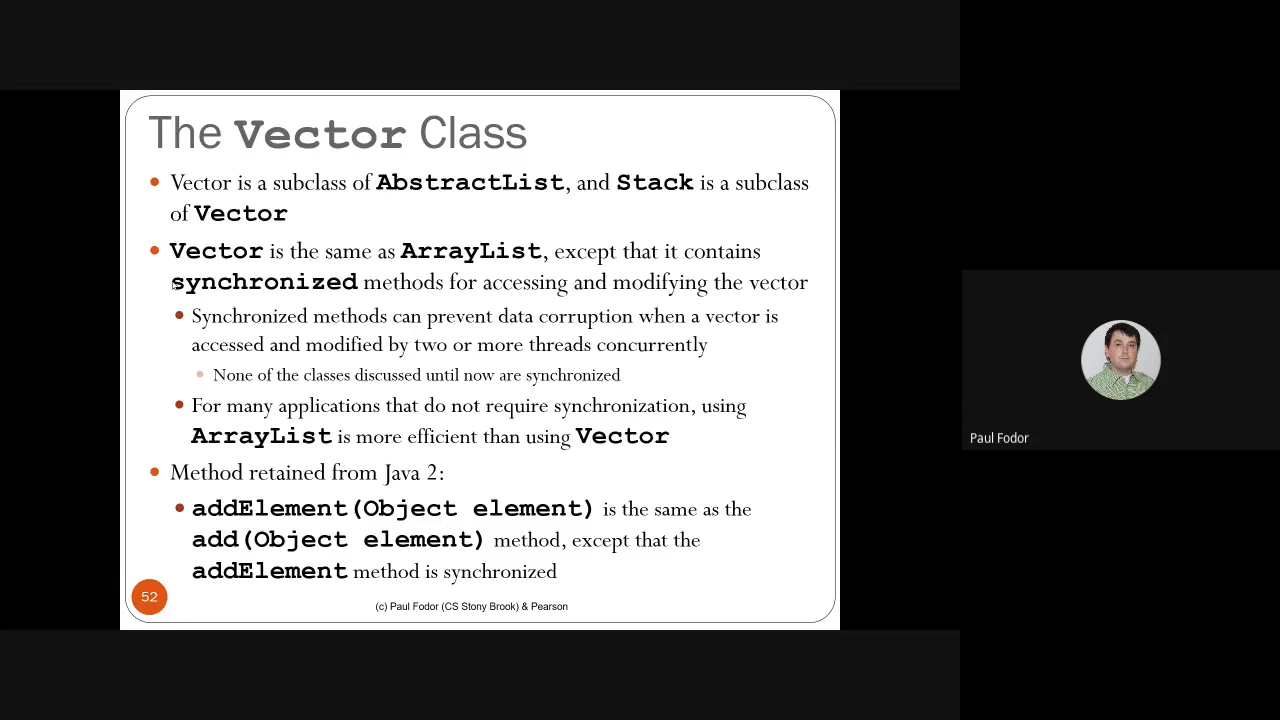 The Vector Class
Vector is a subclass of AbstractList, and Stack is a subclass
of Vector
Vector is the same as ArrayList, except that it contains
synchronized methods for accessing and modifying the vector
Synchronized methods can prevent data corruption when a vector is
accessed and modified by two or more threads concurrently
None of the classes discussed until now are synchronized
For many applications that do not require synchronization, using
ArrayList is more efficient than using Vector
Method retained from Java 2:
addElement(Object element) is the same as the
add(Object element) method, except that the
addElement method is synchronized
52
(c) Paul Fodor (CS Stony Brook) & Pearson
Paul Fodor